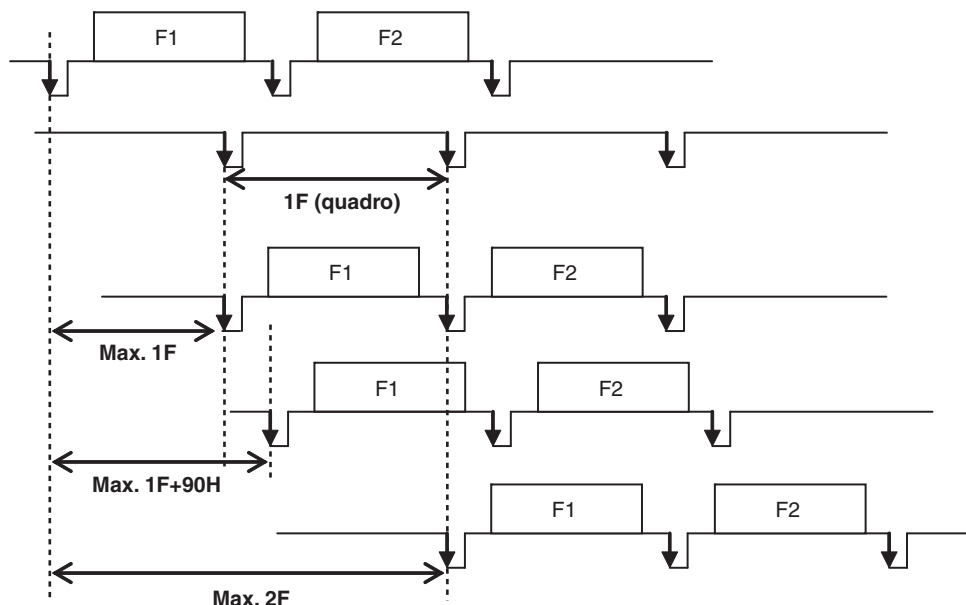 F1 F2
1F (quadro)
F1 F2
Max. 1F
F1 F2
Max. 1F+90H
F1 F2
Max. 2F